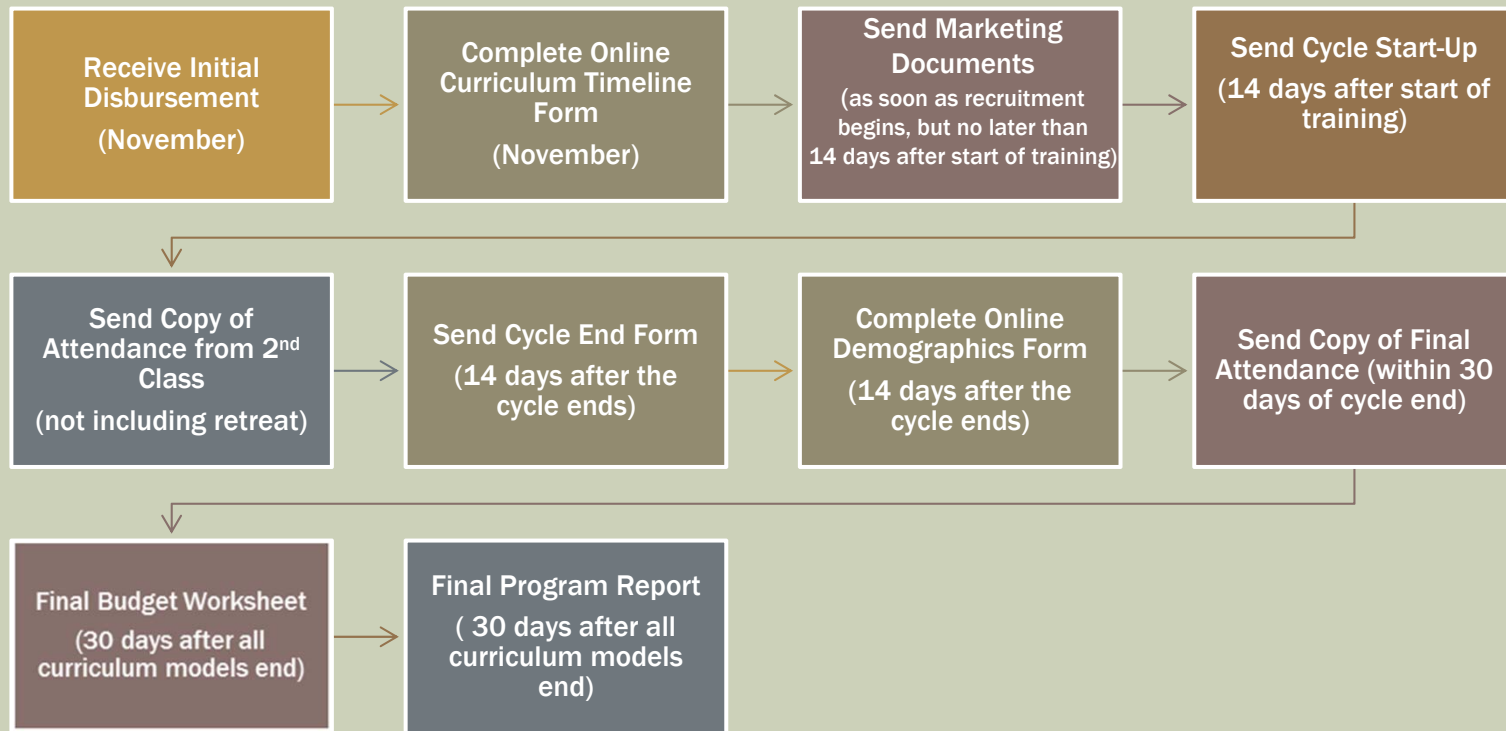 Receive Initial
Disbursement
(November)
Complete Online
Curriculum Timeline
Form
(November)
Send Marketing
Documents
(as soon as recruitment
begins, but no later than
14 days after start of training)
Send Cycle Start-Up
(14 days after start of
training)
Send Copy of
Attendance from 2nd
Class
(not including retreat)
Send Cycle End Form
(14 days after the
cycle ends)
Complete Online
Demographics Form
(14 days after the
cycle ends)
Send Copy of Final
Attendance (within 30
days of cycle end)
Final Budget Worksheet
(30 days after all
curriculum models end)
Final Program Report
( 30 days after all
curriculum models
end)